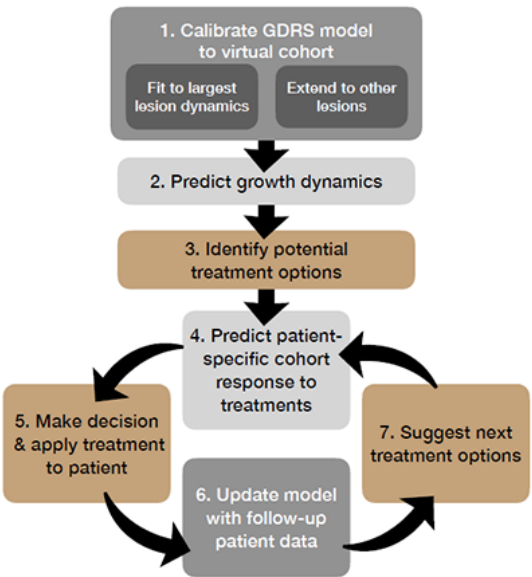 1. Calibrate GDRS model
to virtual cohort
Fit to largest
lesion dynamics
Extend to other
lesions
2. Predict growth dynamics
3. Identify potential
treatment options
4. Predict patient-
specific cohort
response to
treatments
5. Make decision
& apply treatment
to patient
6. Update model
with follow-up
patient data
7. Suggest next
treatment options